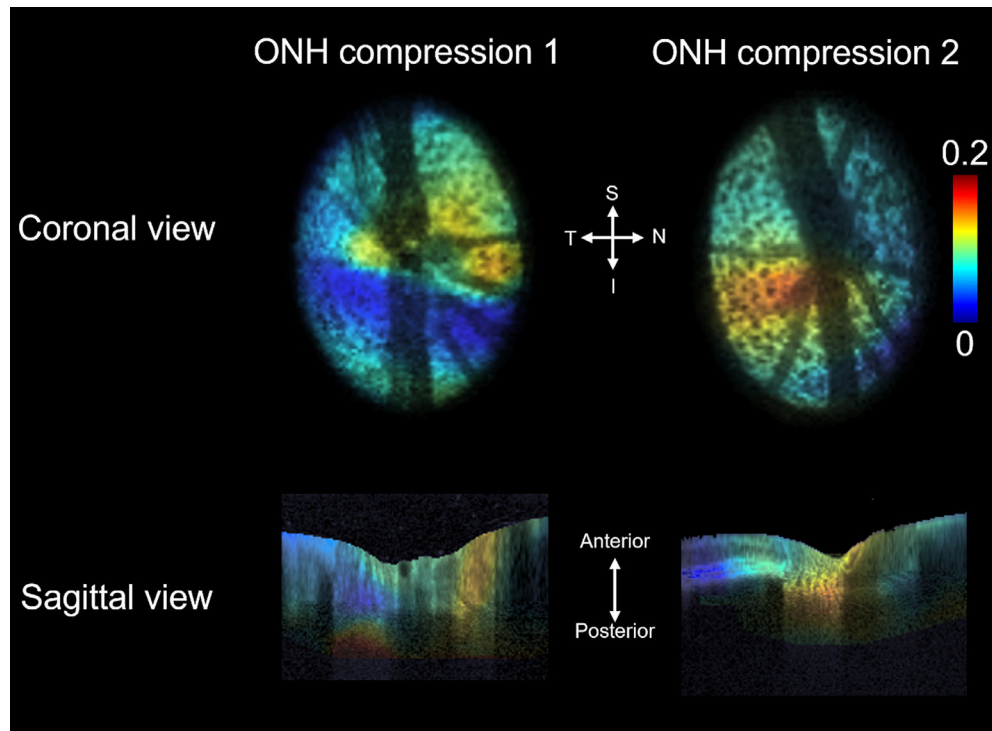 ONH compression 1
ONH compression 2
0.2
S
Coronal view
T
N
I
0
Anterior
Sagittal view
Posterior